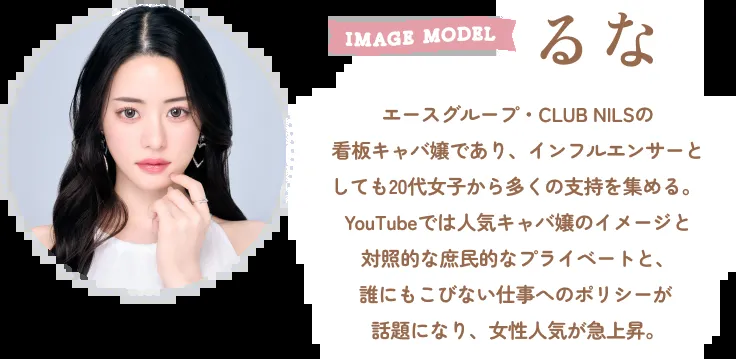 IMAGE MODEL
るな
エースグループ・CLUB NILSの
看板キャバ嬢であり、インフルエンサーと
しても20代女子から多くの支持を集める。
YouTubeでは人気キャバ嬢のイメージと
対照的な庶民的なプライベートと、
誰にもこびない仕事へのポリシーが
話題になり、女性人気が急上昇。